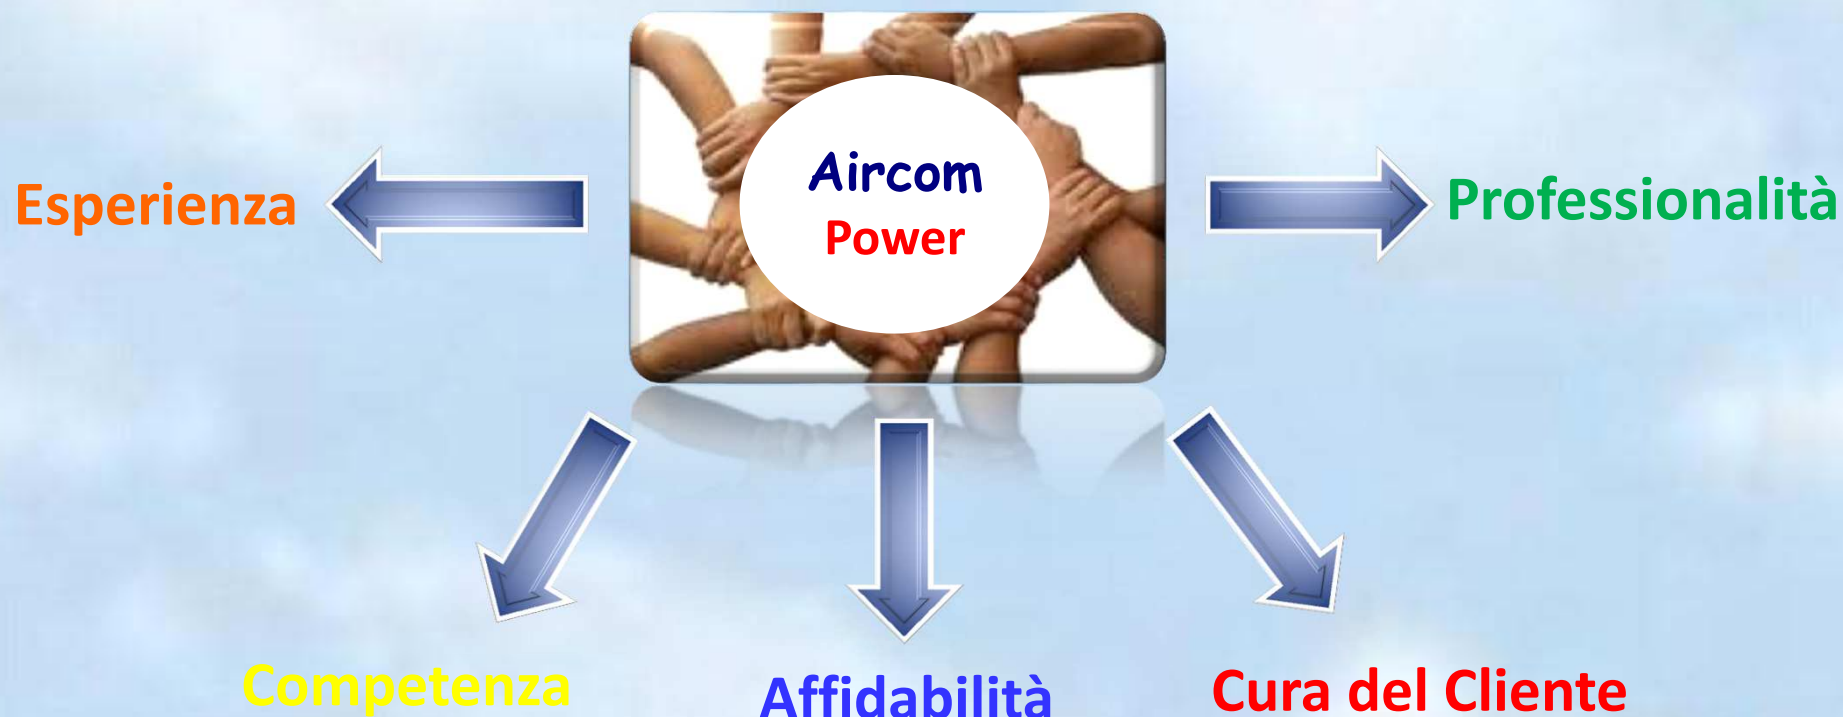 Aircom
Power
Esperienza
Professionalità
Competenza
Affidabilità
Cura del Cliente